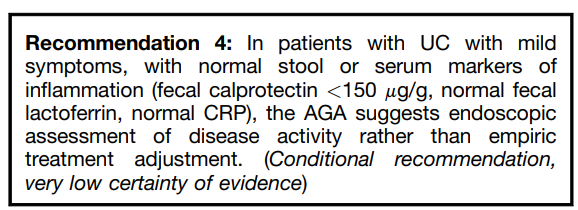 Recommendation 4: In patients with UC with mild
symptoms, with normal stool or serum markers of
inflammation (fecal calprotectin <150 μg/g, normal fecal
lactoferrin, normal CRP), the AGA suggests endoscopic
assessment of disease activity rather than empiric
treatment adjustment. (Conditional recommendation,
very low certainty of evidence)